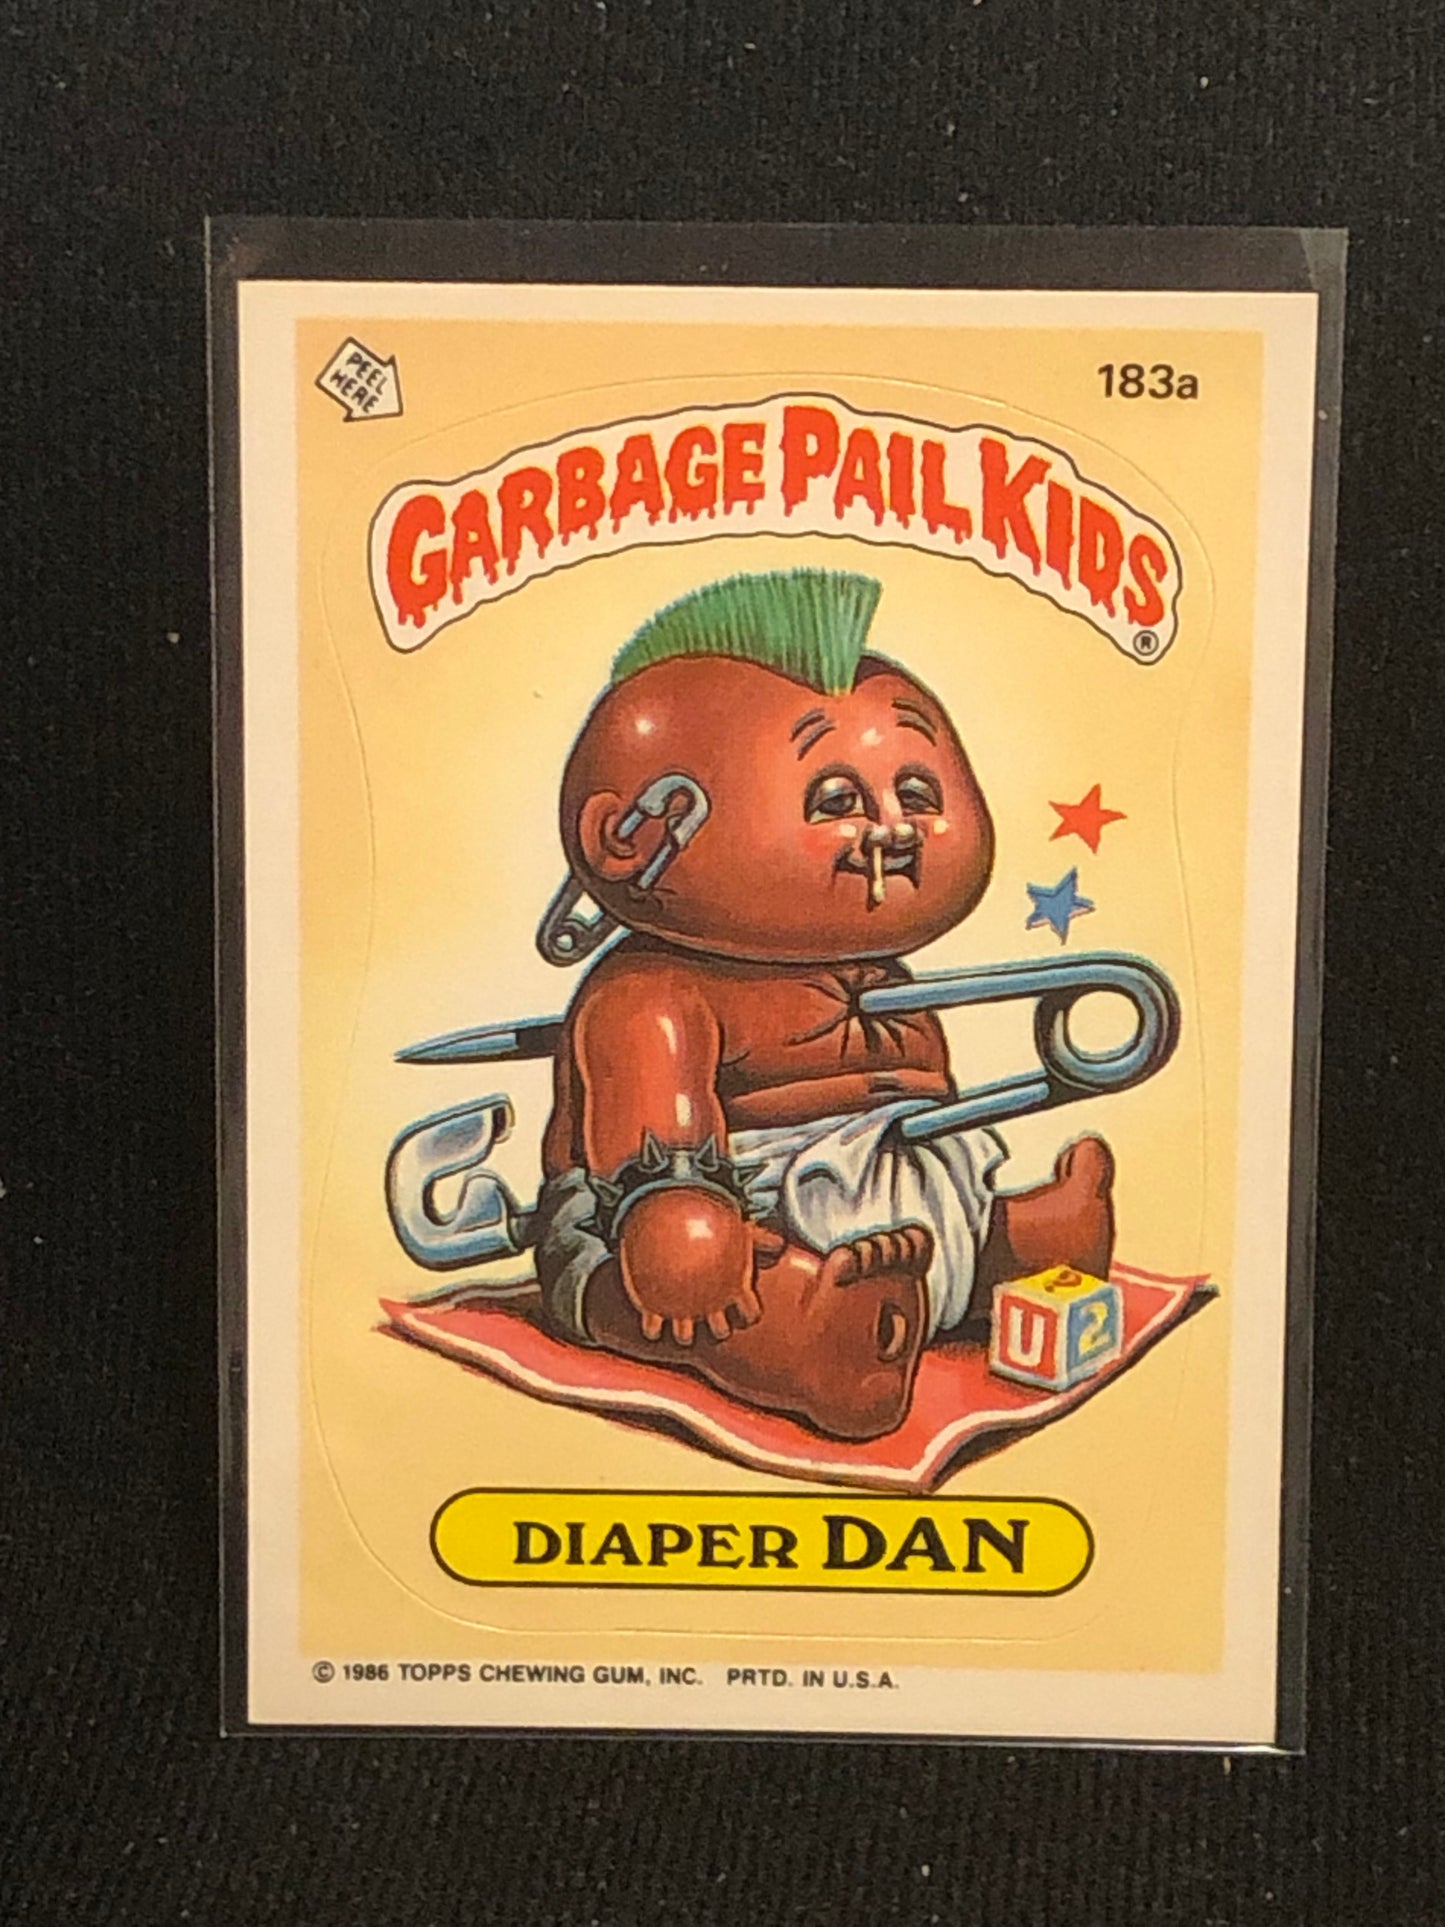 PEEL
HERE
183a
GARBAGE PAIL KIDS
®
?
U 2
DIAPER DAN
© 1986 TOPPS CHEWING GUM, INC. PRTD. IN U.S.A.